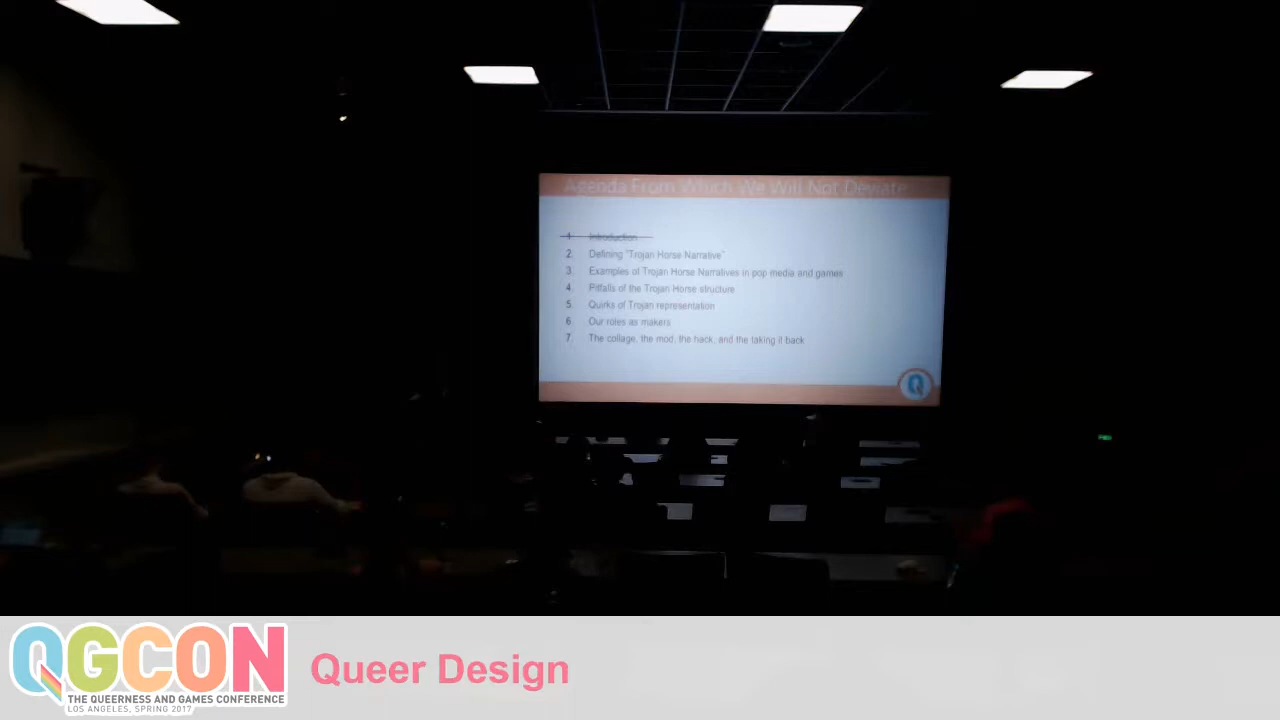 Agenda From Which We Will Not Deviate
1. Introduction
2. Defining "Trojan Horse Narrative"
3. Examples of Trojan Horse Narratives in pop media and games
4. Pitfalls of the Trojan Horse structure
5. Quirks of Trojan representation
6. Our roles as makers
7. The collage, the mod, the hack, and the taking it back
Q
QGCON
THE QUEERNESS AND GAMES CONFERENCE
LOS ANGELES, SPRING 2017
Queer Design